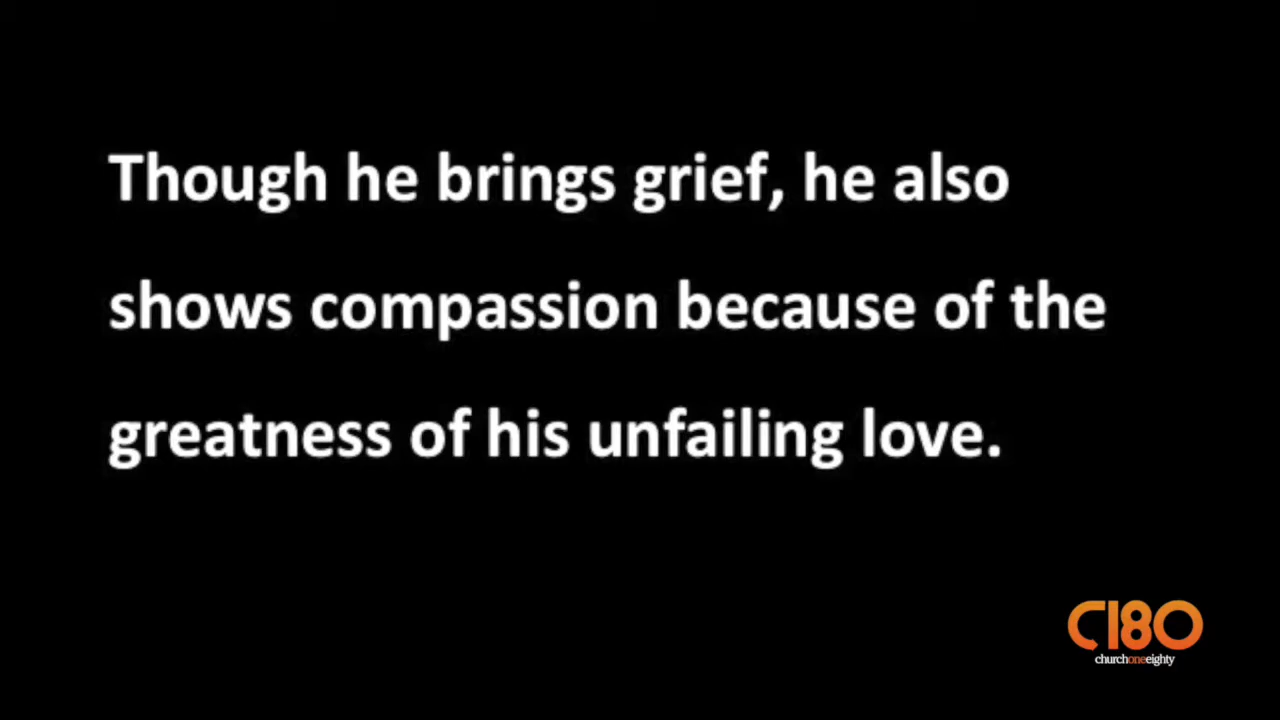 Though he brings grief, he also
shows compassion because of the
greatness of his unfailing love.
C180
churchoneeighty